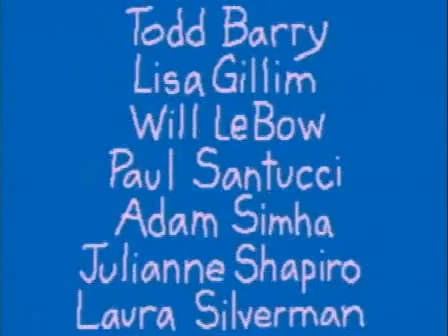 Todd Barry
Lisa Gillim
Will LeBow
Paul Santucci
Adam Simha
Julianne Shapiro
Laura Silverman